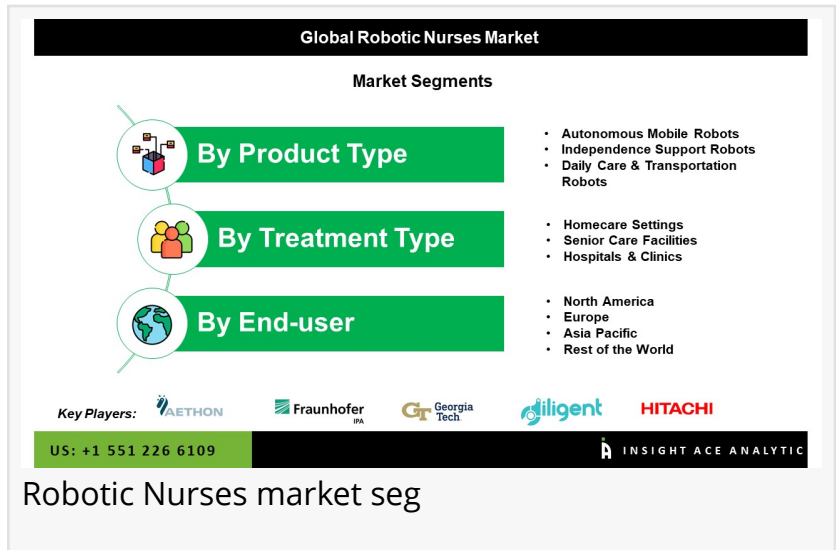 Global Robotic Nurses Market
Market Segments
By Product Type
• Autonomous Mobile Robots
• Independence Support Robots
• Daily Care & Transportation
Robots
By Treatment Type
• Homecare Settings
• Senior Care Facilities
• Hospitals & Clinics
By End-user
• North America
• Europe
• Asia Pacific
• Rest of the World
Key Players:
AETHON
Fraunhofer
IPA
GT Georgia
Tech
diligent
HITACHI
US: +1 551 226 6109
INSIGHT ACE ANALYTIC
Robotic Nurses market seg